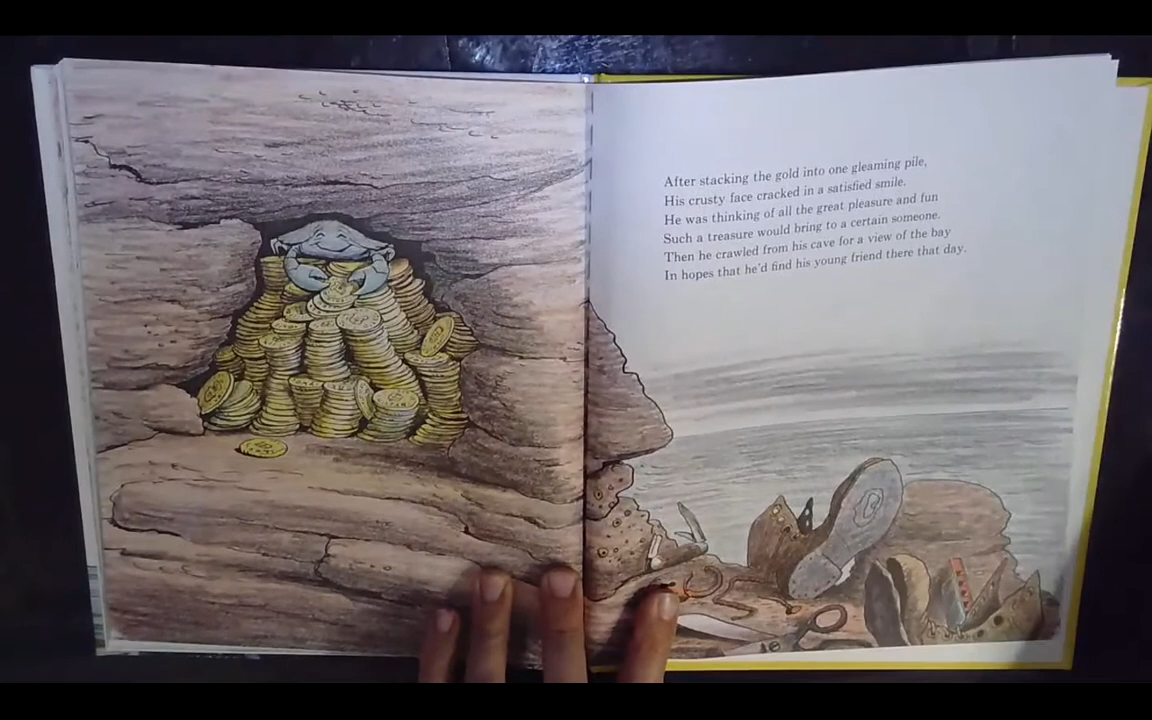 After stacking the gold into one gleaming pile,
His crusty face cracked in a satisfied smile.
He was thinking of all the great pleasure and fun
Such a treasure would bring to a certain someone.
Then he crawled from his cave for a view of the bay
In hopes that he'd find his young friend there that day.